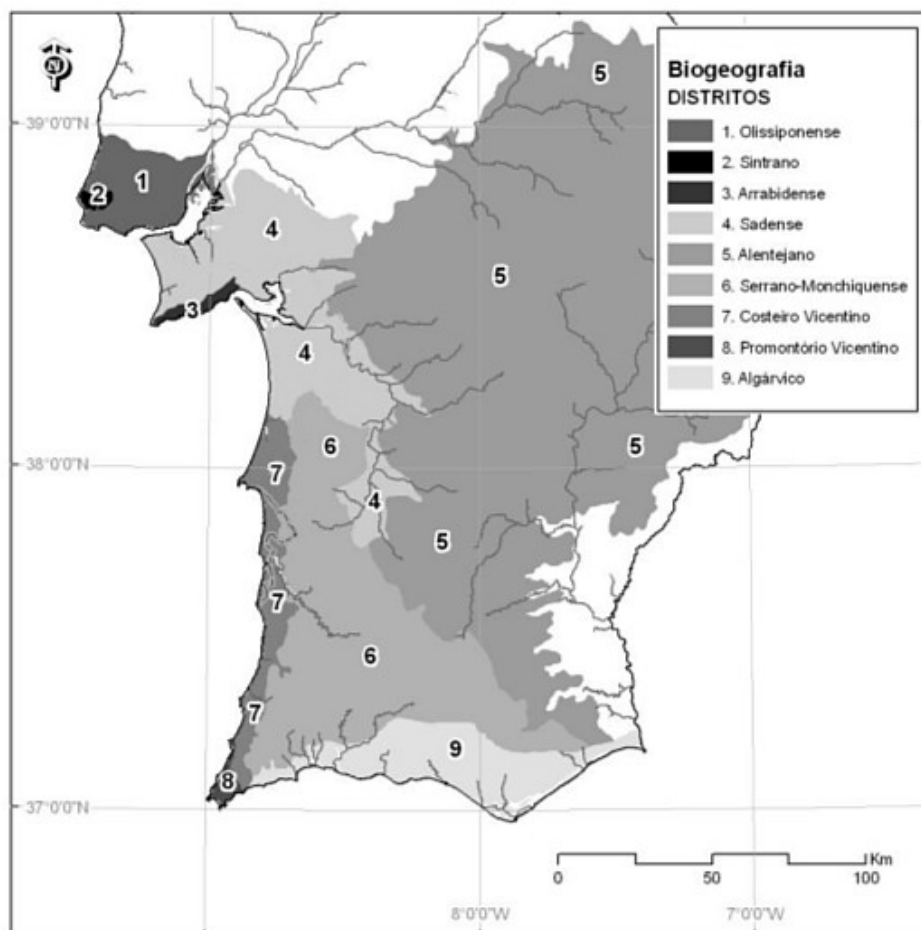 N
39°0'0"N
38°0'0"N
37°0'0"N
8°0'0"W
7°0'0"W
Biogeografia
DISTRITOS
1. Olissiponense
2. Sintrano
3. Arrabidense
4. Sadense
5. Alentejano
6. Serrano-Monchiquense
7. Costeiro Vicentino
8. Promontório Vicentino
9. Algárvico
5
1
2
4
5
3
4
6
7
5
4
5
7
6
7
9
8
Km
0 50 100